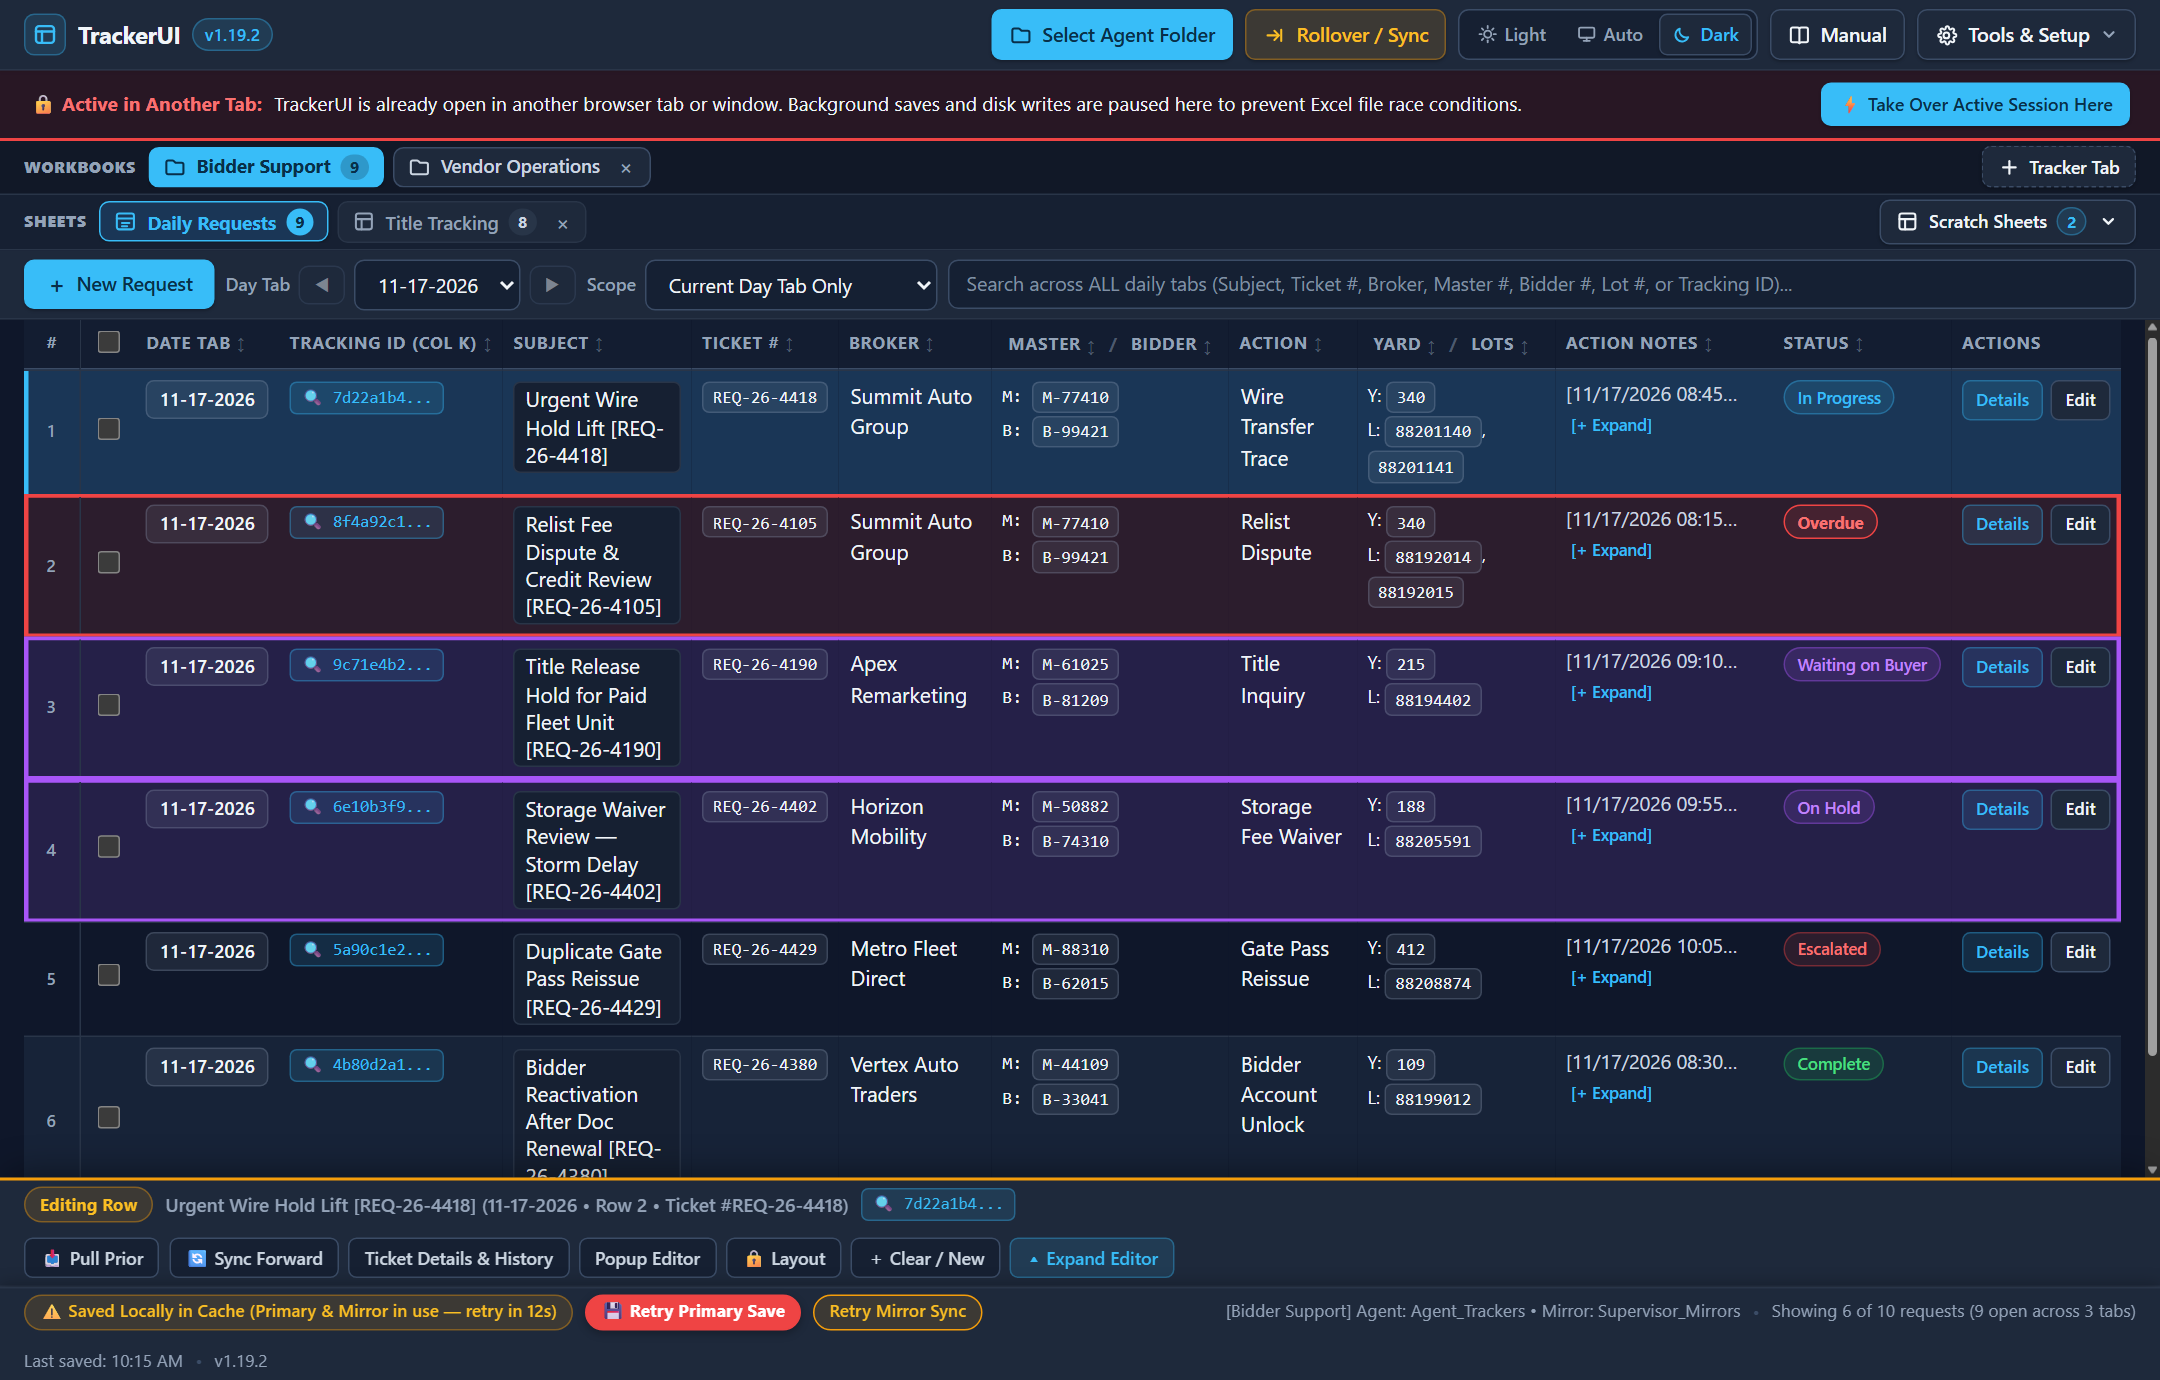 TrackerUI v1.19.2 Select Agent Folder Rollover / Sync Light Auto Dark Manual Tools & Setup
Active in Another Tab: TrackerUI is already open in another browser tab or window. Background saves and disk writes are paused here to prevent Excel file race conditions. Take Over Active Session Here
WORKBOOKS Bidder Support 9 Vendor Operations × + Tracker Tab
SHEETS Daily Requests 9 Title Tracking 8 × Scratch Sheets 2
+ New Request Day Tab ◀ 11-17-2026 ▶ Scope Current Day Tab Only Search across ALL daily tabs (Subject, Ticket #, Broker, Master #, Bidder #, Lot #, or Tracking ID)...
# DATE TAB ↕ TRACKING ID (COL K) ↕ SUBJECT ↕ TICKET # ↕ BROKER ↕ MASTER ↕ / BIDDER ↕ ACTION ↕ YARD ↕ / LOTS ↕ ACTION NOTES ↕ STATUS ↕ ACTIONS
11-17-2026 7d22a1b4... Urgent Wire REQ-26-4418 Summit Auto M: M-77410 Wire Y: 340 [11/17/2026 08:45... In Progress Details Edit
1 Hold Lift [REQ- Group B: B-99421 Transfer L: 88201140, [+ Expand]
26-4418] Trace 88201141
11-17-2026 8f4a92c1... Relist Fee REQ-26-4105 Summit Auto M: M-77410 Relist Y: 340 [11/17/2026 08:15... Overdue Details Edit
2 Dispute & Group B: B-99421 Dispute L: 88192014, [+ Expand]
Credit Review 88192015
[REQ-26-4105]
11-17-2026 9c71e4b2... Title Release REQ-26-4190 Apex M: M-61025 Title Y: 215 [11/17/2026 09:10... Waiting on Buyer Details Edit
3 Hold for Paid Remarketing B: B-81209 Inquiry L: 88194402 [+ Expand]
Fleet Unit
[REQ-26-4190]
11-17-2026 6e10b3f9... Storage Waiver REQ-26-4402 Horizon M: M-50882 Storage Y: 188 [11/17/2026 09:55... On Hold Details Edit
4 Review — Mobility B: B-74310 Fee Waiver L: 88205591 [+ Expand]
Storm Delay
[REQ-26-4402]
11-17-2026 5a90c1e2... Duplicate Gate REQ-26-4429 Metro Fleet M: M-88310 Gate Pass Y: 412 [11/17/2026 10:05... Escalated Details Edit
5 Pass Reissue Direct B: B-62015 Reissue L: 88208874 [+ Expand]
[REQ-26-4429]
11-17-2026 4b80d2a1... Bidder REQ-26-4380 Vertex Auto M: M-44109 Bidder Y: 109 [11/17/2026 08:30... Complete Details Edit
6 Reactivation Traders B: B-33041 Account L: 88199012 [+ Expand]
After Doc Unlock
Renewal [REQ-
26-4380]
Editing Row Urgent Wire Hold Lift [REQ-26-4418] (11-17-2026 • Row 2 • Ticket #REQ-26-4418) 7d22a1b4...
Pull Prior Sync Forward Ticket Details & History Popup Editor Layout + Clear / New Expand Editor
Saved Locally in Cache (Primary & Mirror in use — retry in 12s) Retry Primary Save Retry Mirror Sync [Bidder Support] Agent: Agent_Trackers • Mirror: Supervisor_Mirrors • Showing 6 of 10 requests (9 open across 3 tabs)
Last saved: 10:15 AM • v1.19.2